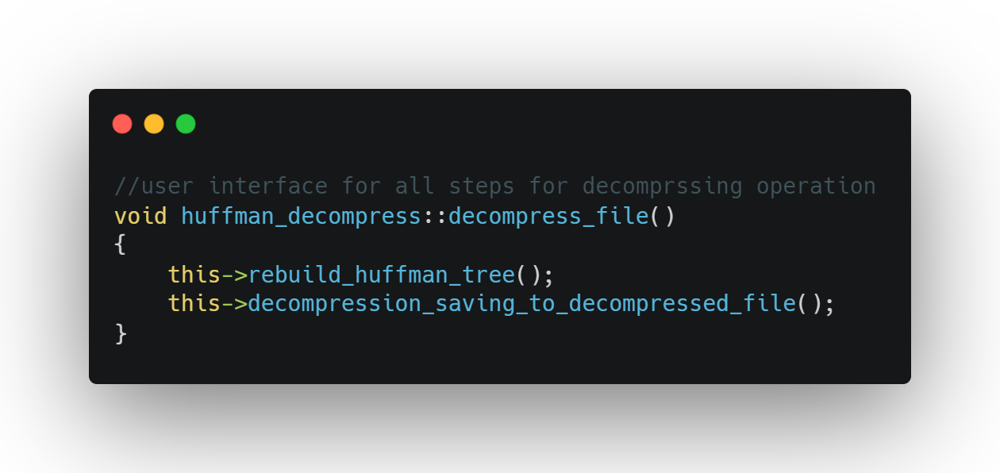 //user interface for all steps for decomprssing operation
void huffman_decompress::decompress_file()
{
    this->rebuild_huffman_tree();
    this->decompression_saving_to_decompressed_file();
}